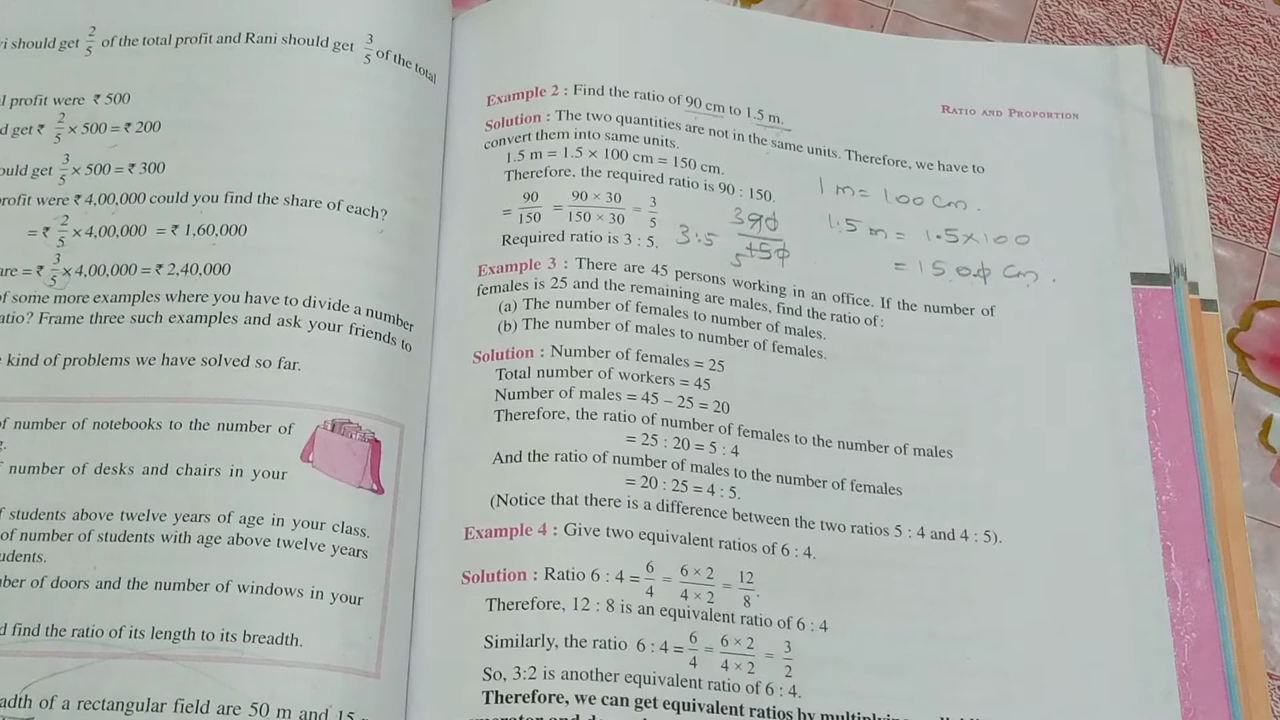 i should get 2/5 of the total profit and Rani should get 3/5 of the total
l profit were ₹ 500
d get ₹ 2/5 × 500 = ₹ 200
ould get 3/5 × 500 = ₹ 300
rofit were ₹ 4,00,000 could you find the share of each?
= ₹ 2/5 × 4,00,000 = ₹ 1,60,000
are = ₹ 3/5 × 4,00,000 = ₹ 2,40,000
of some more examples where you have to divide a number
atio? Frame three such examples and ask your friends to
kind of problems we have solved so far.
of number of notebooks to the number of
g.
number of desks and chairs in your
f students above twelve years of age in your class.
of number of students with age above twelve years
udents.
ber of doors and the number of windows in your
d find the ratio of its length to its breadth.
adth of a rectangular field are 50 m and 15
RATIO AND PROPORTION
Example 2 : Find the ratio of 90 cm to 1.5 m.
Solution : The two quantities are not in the same units. Therefore, we have to
convert them into same units.
1.5 m = 1.5 × 100 cm = 150 cm.
Therefore, the required ratio is 90 : 150.
= 90/150 = 90 × 30/150 × 30 = 3/5
Required ratio is 3 : 5.
3:5
1 m = 100 cm.
1.5 m = 1.5 × 100
= 150.0 cm.
Example 3 : There are 45 persons working in an office. If the number of
females is 25 and the remaining are males, find the ratio of :
(a) The number of females to number of males.
(b) The number of males to number of females.
Solution : Number of females = 25
Total number of workers = 45
Number of males = 45 – 25 = 20
Therefore, the ratio of number of females to the number of males
= 25 : 20 = 5 : 4
And the ratio of number of males to the number of females
= 20 : 25 = 4 : 5.
(Notice that there is a difference between the two ratios 5 : 4 and 4 : 5).
Example 4 : Give two equivalent ratios of 6 : 4.
Solution : Ratio 6 : 4 = 6/4 = 6 × 2/4 × 2 = 12/8.
Therefore, 12 : 8 is an equivalent ratio of 6 : 4
Similarly, the ratio 6 : 4 = 6/4 = 6 × 2/4 × 2 = 3/2
So, 3:2 is another equivalent ratio of 6 : 4.
Therefore, we can get equivalent ratios by